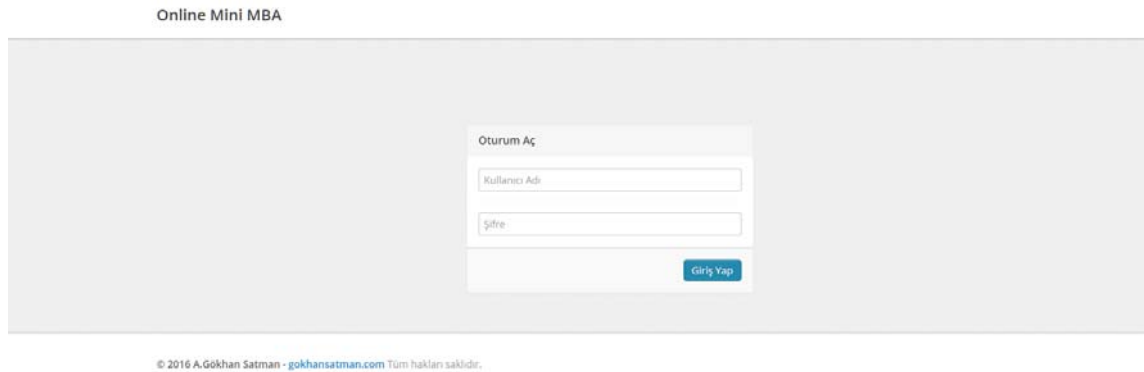 Online Mini MBA
Oturum Aç
Kullanıcı Adı
Şifre
Giriş Yap
© 2016 A.Gökhan Satman - gokhansatman.com Tüm hakları saklıdır.